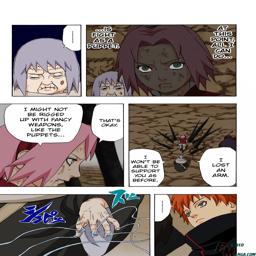 AT
THIS
POINT,
ALL I
CAN
DO...
...IS
FIGHT AS A
PUPPET.
I
LOST
AN
ARM.
I
WON'T BE
ABLE TO
SUPPORT
YOU AS
BEFORE.
THAT'S
OKAY.
I MIGHT NOT
BE RIGGED
UP WITH FANCY
WEAPONS,
LIKE THE
PUPPETS...